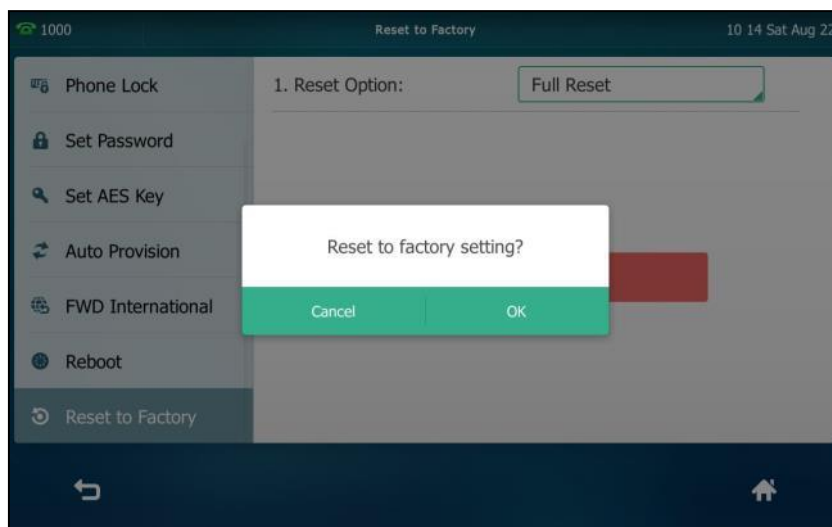 1000 Reset to Factory 10 14 Sat Aug 22
Phone Lock
1. Reset Option: Full Reset
Set Password
Set AES Key
Auto Provision
FWD International
Reboot
Reset to Factory
Reset to factory setting?
Cancel OK